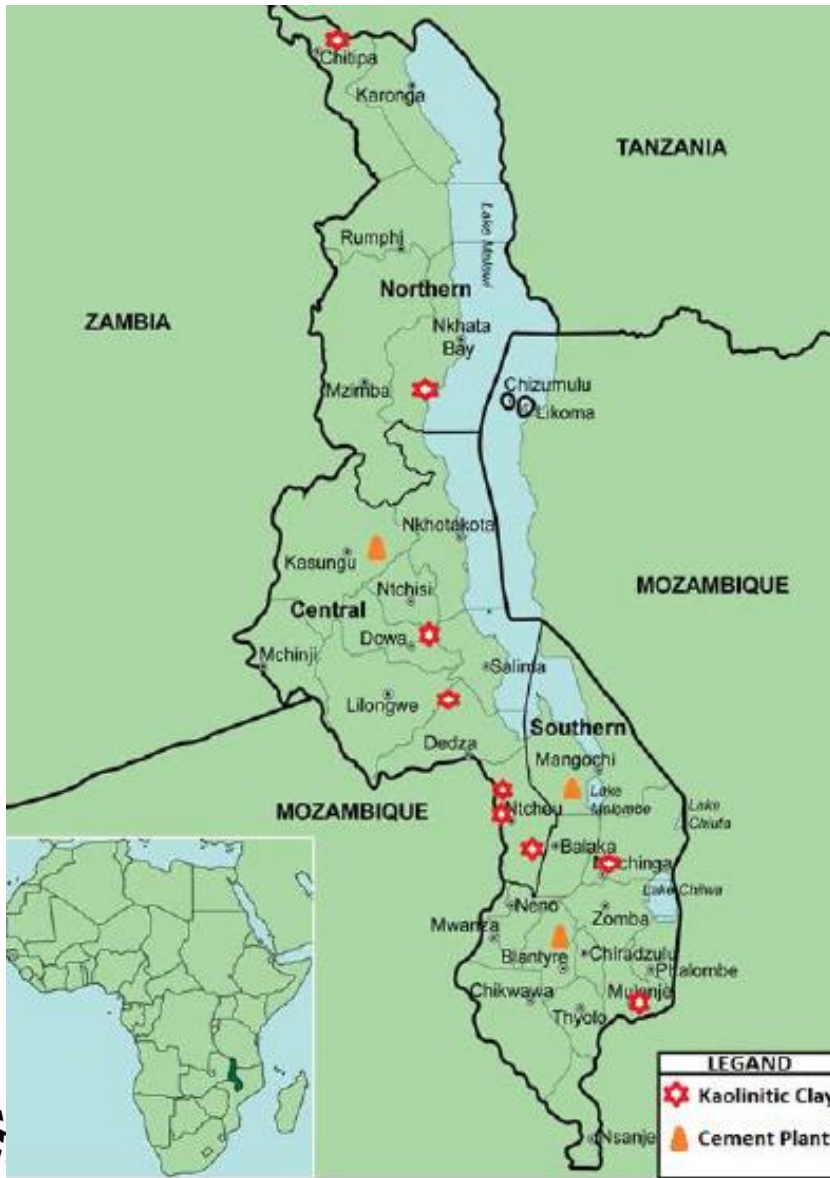 Chitipa
Karonga
TANZANIA
Lake Malawi
Rumphi
Northern
ZAMBIA
Nkhata
Bay
Mzimba
Chizumulu
Likoma
Nkhotakota
Kasungu
Ntchisi
MOZAMBIQUE
Central
Dowa
Mchinji
Salima
Lilongwe
Southern
Dedza
Mangochi
MOZAMBIQUE
Ntcheu
Lake
Malombe
Lake
Chiuta
Balaka
Machinga
Lake Chilwa
Neno
Zomba
Mwanza
Blantyre
Chiradzulu
Phalombe
Chikwawa
Mulanje
Thyolo
LEGAND
Kaolinitic Clay
Cement Plant
Nsanje